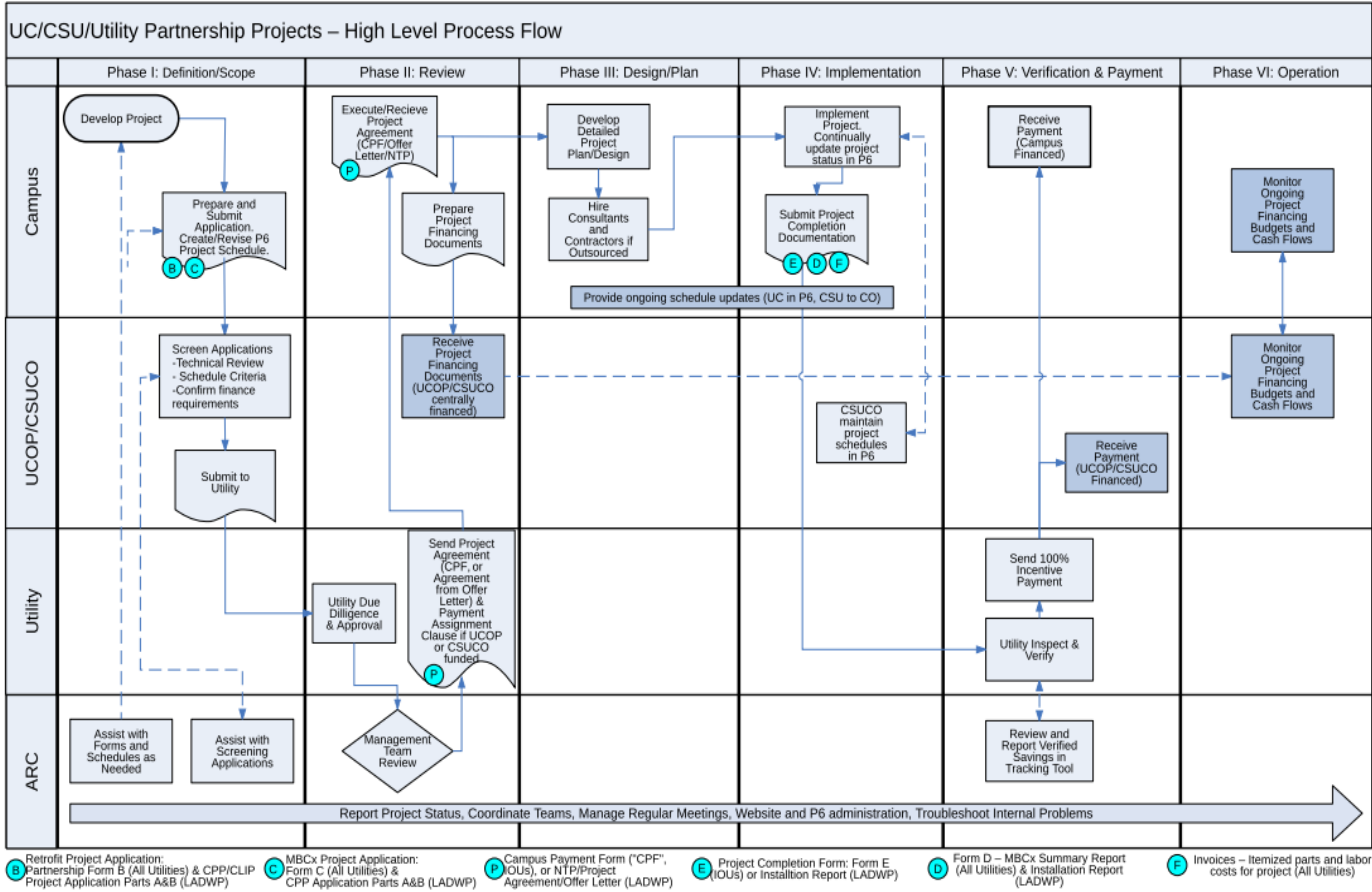 UC/CSU/Utility Partnership Projects – High Level Process Flow
Phase I: Definition/Scope
Phase II: Review
Phase III: Design/Plan
Phase IV: Implementation
Phase V: Verification & Payment
Phase VI: Operation
Campus
Develop Project
Prepare and
Submit
Application.
Create/Revise P6
Project Schedule.
B
C
Execute/Recieve
Project
Agreement
(CPF/Offer
Letter/NTP)
P
Prepare
Project
Financing
Documents
Develop
Detailed
Project
Plan/Design
Hire
Consultants
and
Contractors if
Outsourced
Implement
Project.
Continually
update project
status in P6
Submit Project
Completion
Documentation
E
D
F
Provide ongoing schedule updates (UC in P6, CSU to CO)
Receive
Payment
(Campus
Financed)
Monitor
Ongoing
Project
Financing
Budgets and
Cash Flows
UCOP/CSUCO
Screen Applications
-Technical Review
- Schedule Criteria
-Confirm finance
requirements
Submit to
Utility
Receive
Project
Financing
Documents
(UCOP/CSUCO
centrally
financed)
CSUCO
maintain
project
schedules
in P6
Receive
Payment
(UCOP/CSUCO
Financed)
Monitor
Ongoing
Project
Financing
Budgets and
Cash Flows
Utility
Utility Due
Dilligence
& Approval
Send Project
Agreement
(CPF, or
Agreement
from Offer
Letter) &
Payment
Assignment
Clause if UCOP
or CSUCO
funded
P
Send 100%
Incentive
Payment
Utility Inspect &
Verify
ARC
Assist with
Forms and
Schedules as
Needed
Assist with
Screening
Applications
Management
Team
Review
Review and
Report Verified
Savings in
Tracking Tool
Report Project Status, Coordinate Teams, Manage Regular Meetings, Website and P6 administration, Troubleshoot Internal Problems
B
Retrofit Project Application:
Partnership Form B (All Utilities) & CPP/CLIP
Project Application Parts A&B (LADWP)
C
MBCx Project Application:
Form C (All Utilities) &
CPP Application Parts A&B (LADWP)
P
Campus Payment Form ("CPF",
IOUs), or NTP/Project
Agreement/Offer Letter (LADWP)
E
Project Completion Form: Form E
(IOUs) or Installtion Report (LADWP)
D
Form D – MBCx Summary Report
(All Utilities) & Installation Report
(LADWP)
F
Invoices – Itemized parts and labor
costs for project (All Utilities)